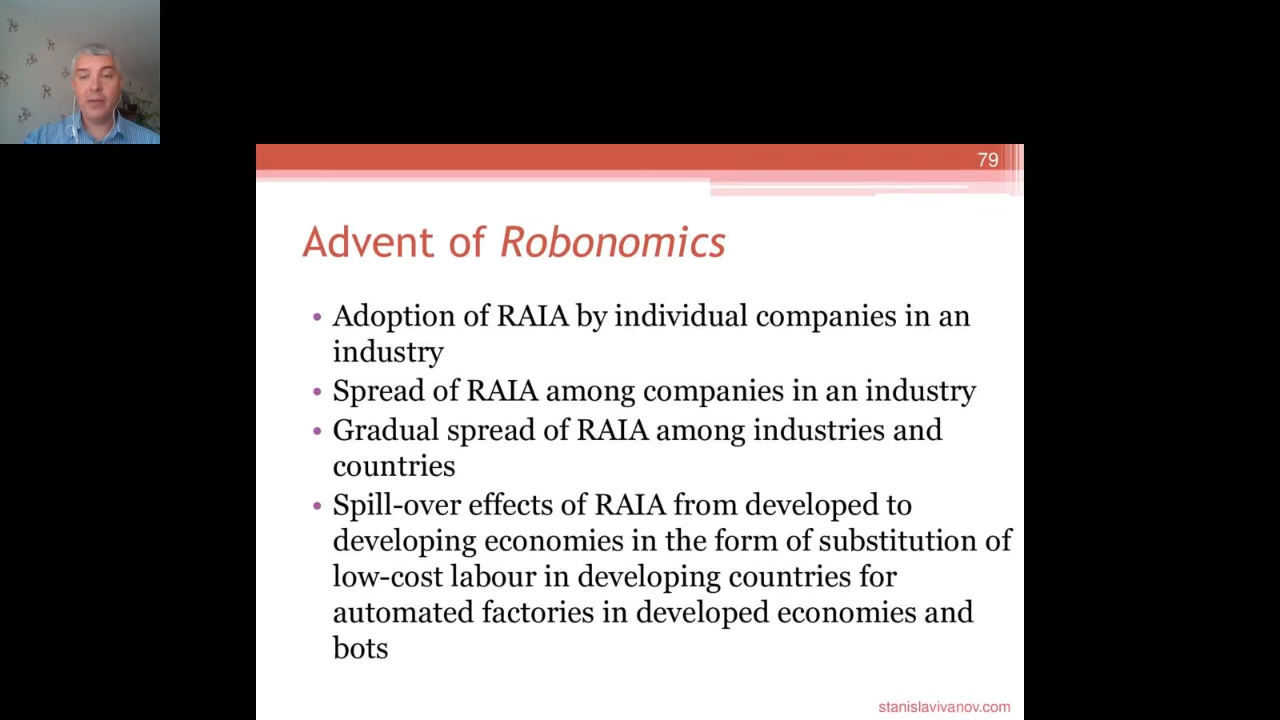 79
Advent of Robonomics
• Adoption of RAIA by individual companies in an
industry
• Spread of RAIA among companies in an industry
• Gradual spread of RAIA among industries and
countries
• Spill-over effects of RAIA from developed to
developing economies in the form of substitution of
low-cost labour in developing countries for
automated factories in developed economies and
bots
stanislavivanov.com